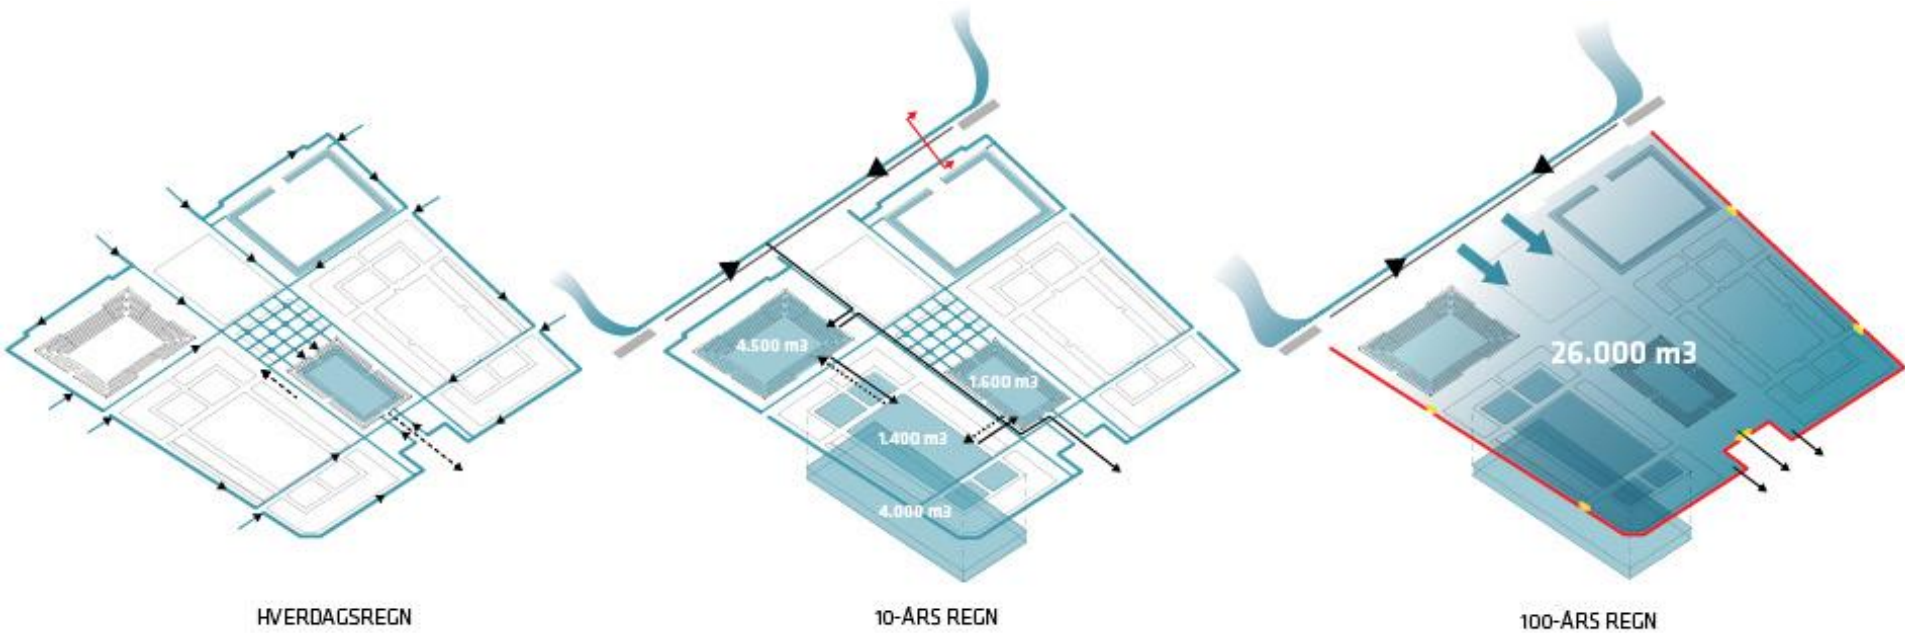 4.500 m3
1.600 m3
1.400 m3
4.000 m3
26.000 m3
HVERDAGSREGN
10-ÅRS REGN
100-ÅRS REGN